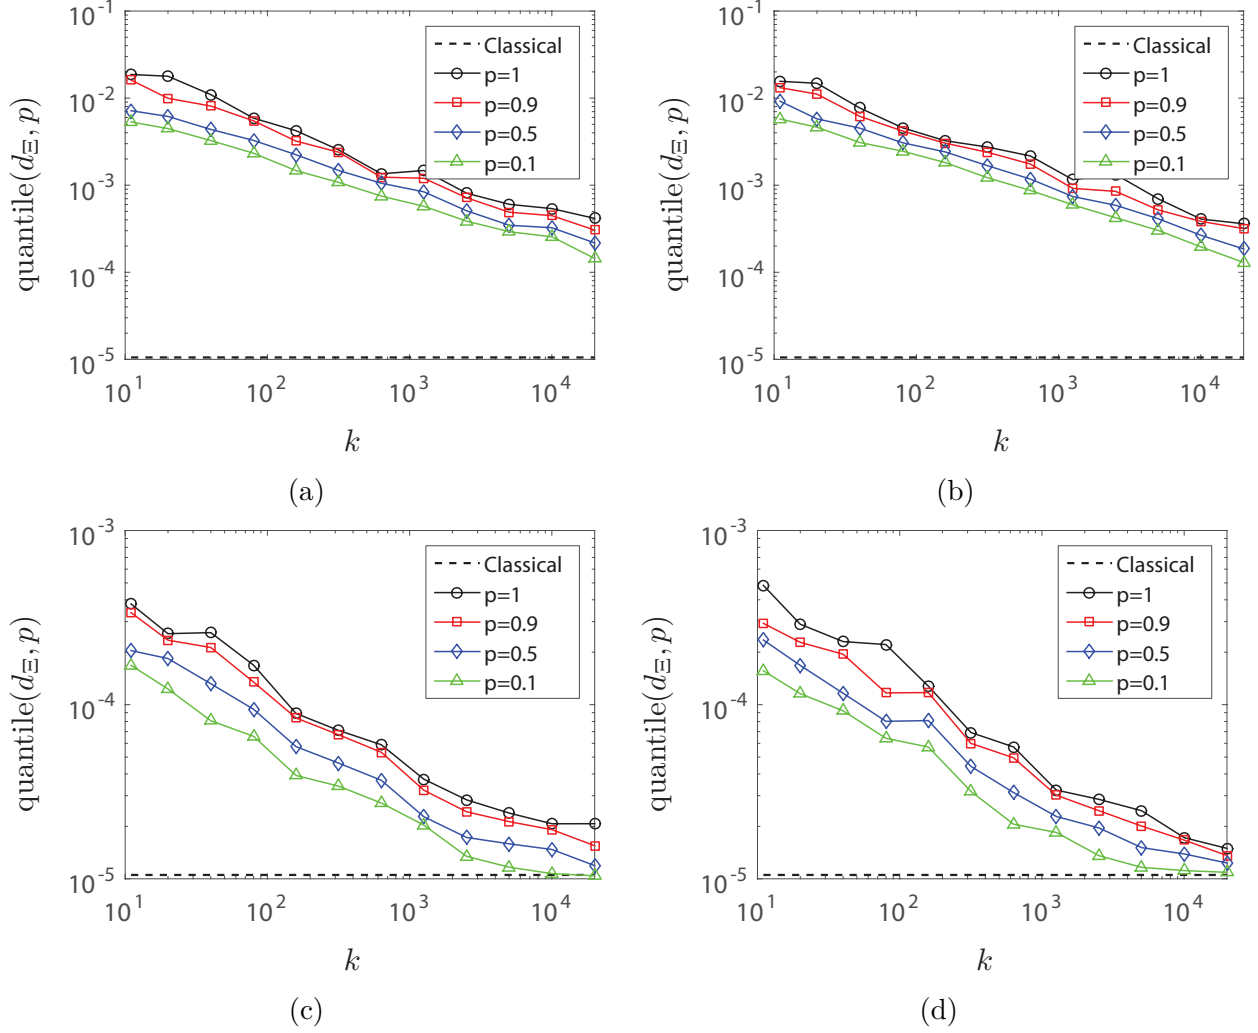 10^-1
10^-2
10^-3
10^-4
10^-5
quantile(d_Ξ, p)
Classical
p=1
p=0.9
p=0.5
p=0.1
10^1 10^2 10^3 10^4
k
(a)
10^-1
10^-2
10^-3
10^-4
10^-5
quantile(d_Ξ, p)
Classical
p=1
p=0.9
p=0.5
p=0.1
10^1 10^2 10^3 10^4
k
(b)
10^-3
10^-4
10^-5
quantile(d_Ξ, p)
Classical
p=1
p=0.9
p=0.5
p=0.1
10^1 10^2 10^3 10^4
k
(c)
10^-3
10^-4
10^-5
quantile(d_Ξ, p)
Classical
p=1
p=0.9
p=0.5
p=0.1
10^1 10^2 10^3 10^4
k
(d)